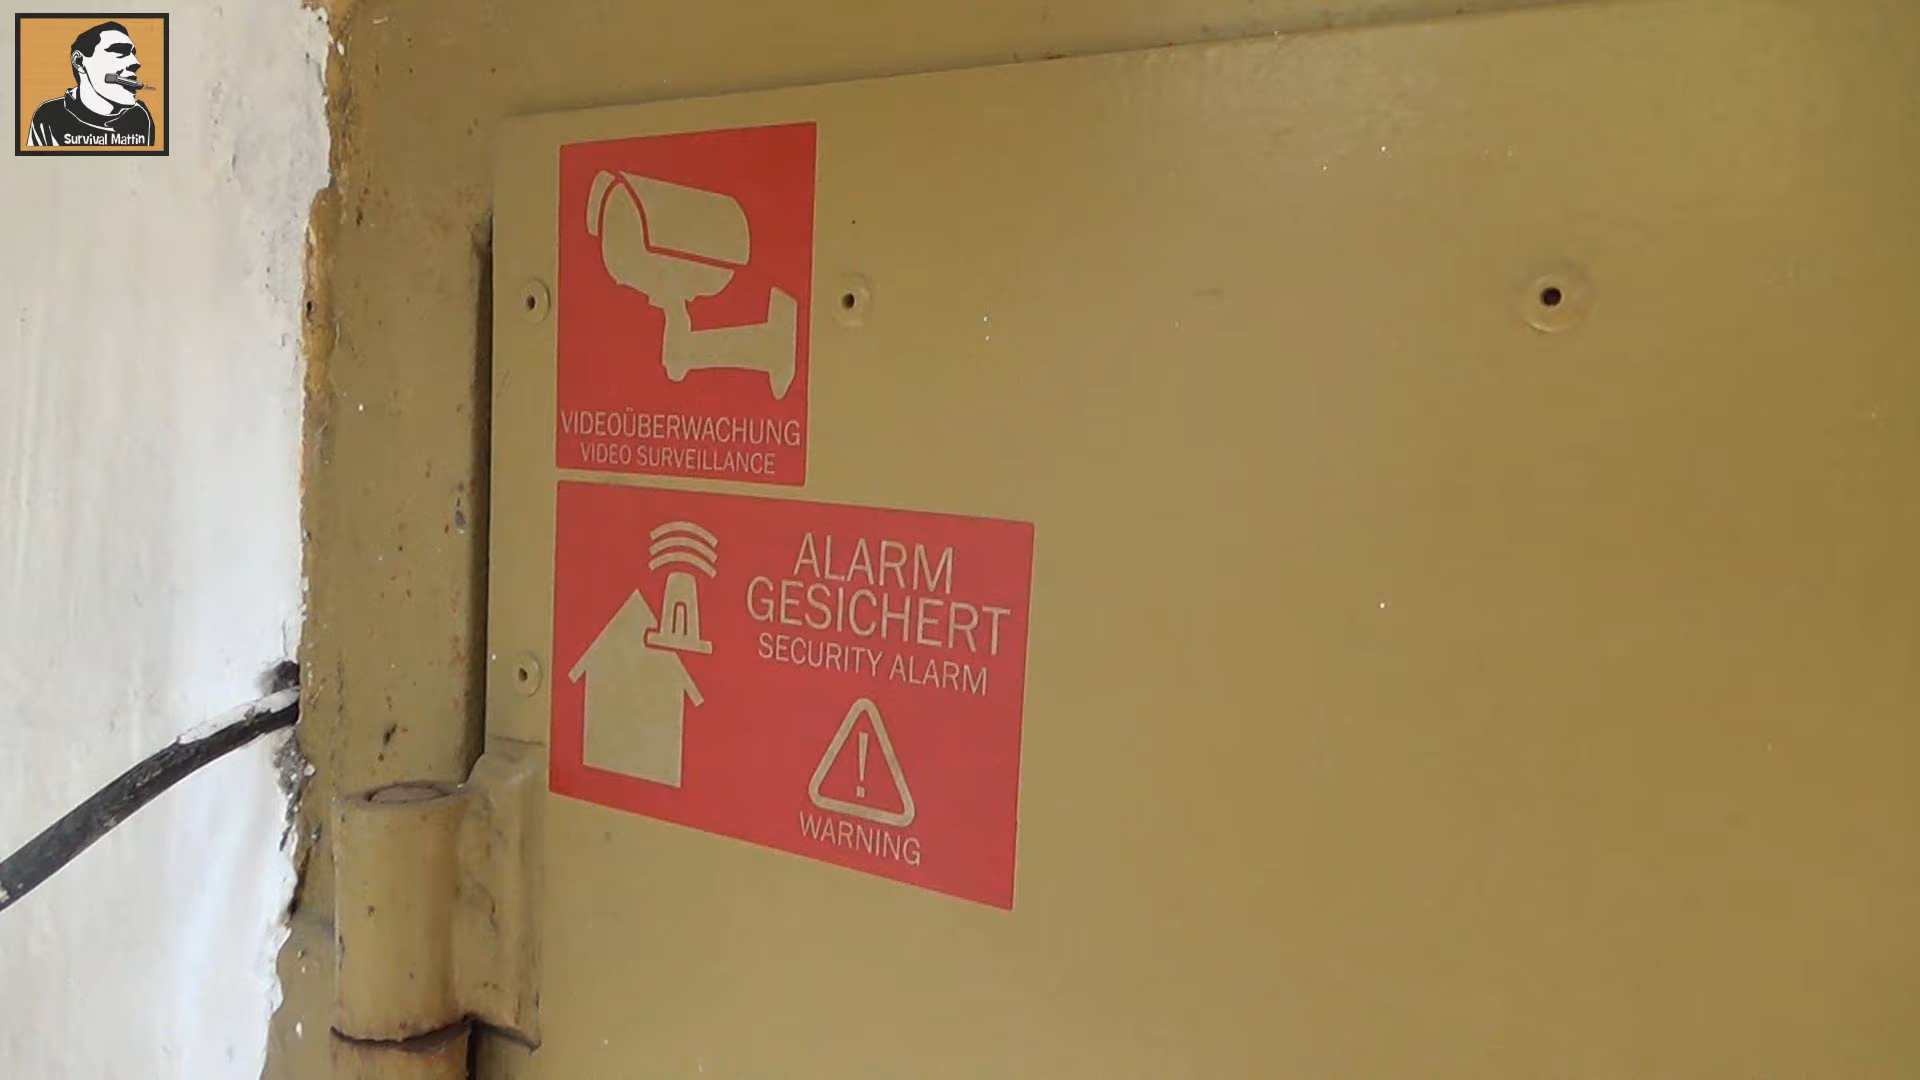 Survival Mattin
VIDEOÜBERWACHUNG
VIDEO SURVEILLANCE
ALARM
GESICHERT
SECURITY ALARM
!
WARNING